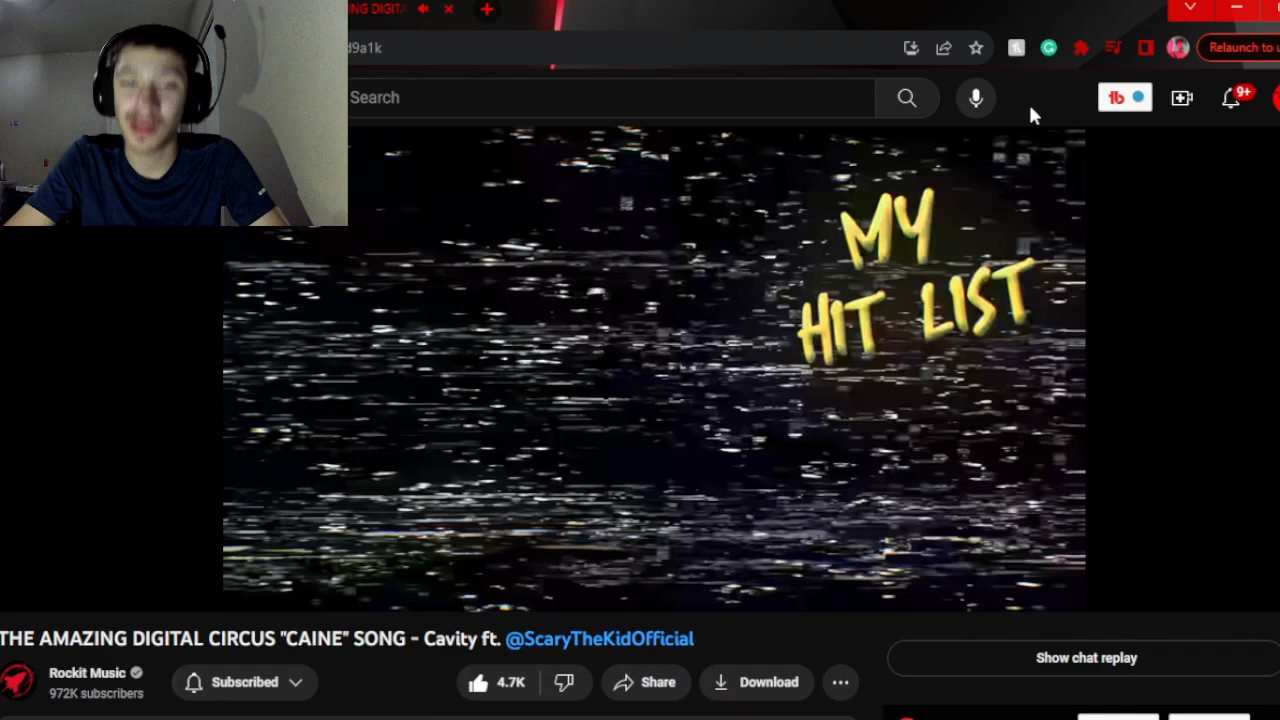 NG DIGITA
d9a1k
Relaunch to u
Search
9+
MY
HIT LIST
THE AMAZING DIGITAL CIRCUS "CAINE" SONG - Cavity ft. @ScaryTheKidOfficial
Rockit Music
972K subscribers
Subscribed
4.7K
Share
Download
Show chat replay